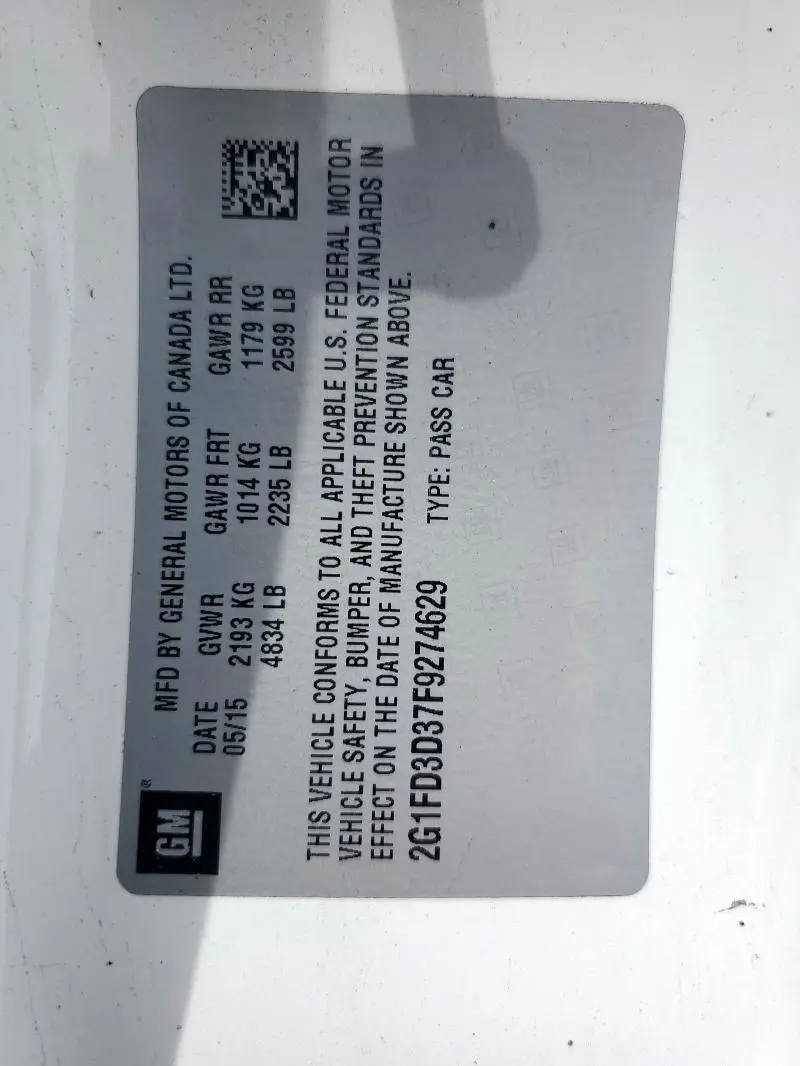 GM®
MFD BY GENERAL MOTORS OF CANADA LTD.
DATE GVWR GAWR FRT GAWR RR
05/15 2193 KG 1014 KG 1179 KG
4834 LB 2235 LB 2599 LB
THIS VEHICLE CONFORMS TO ALL APPLICABLE U.S. FEDERAL MOTOR
VEHICLE SAFETY, BUMPER, AND THEFT PREVENTION STANDARDS IN
EFFECT ON THE DATE OF MANUFACTURE SHOWN ABOVE.
2G1FD3D37F9274629 TYPE: PASS CAR